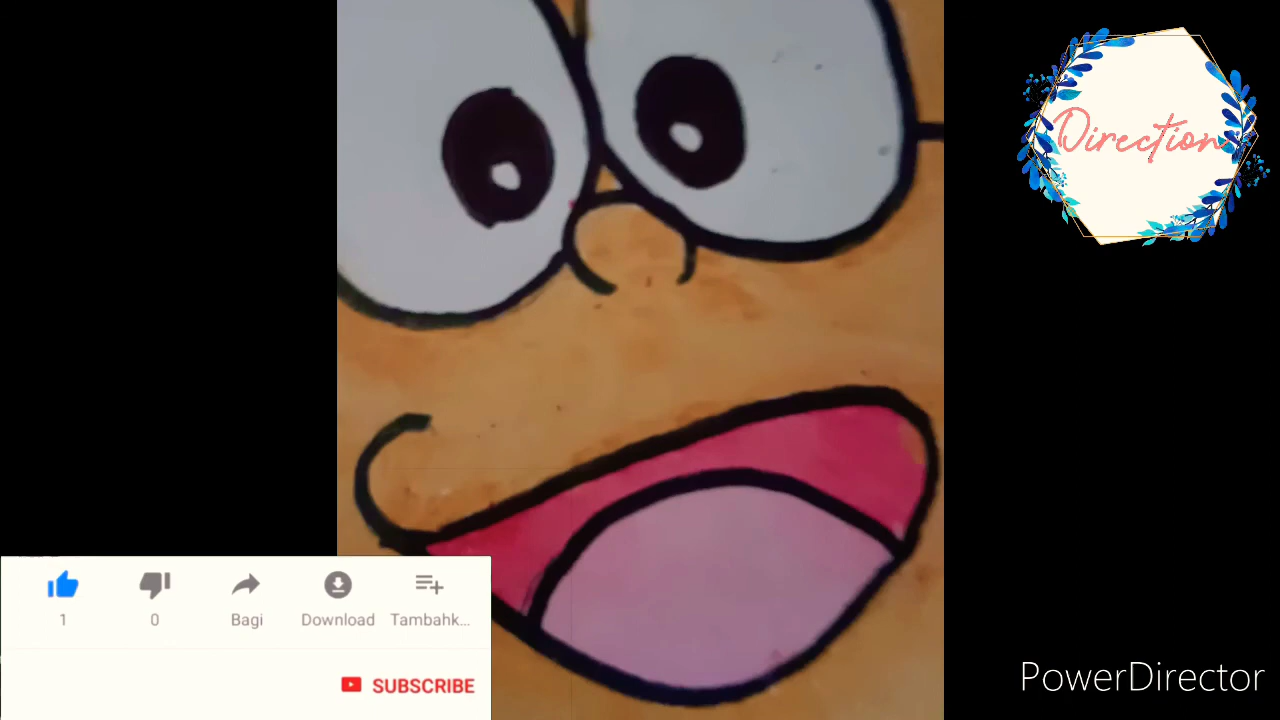 Direction
1
0
Bagi
Download
Tambahk...
SUBSCRIBE
PowerDirector